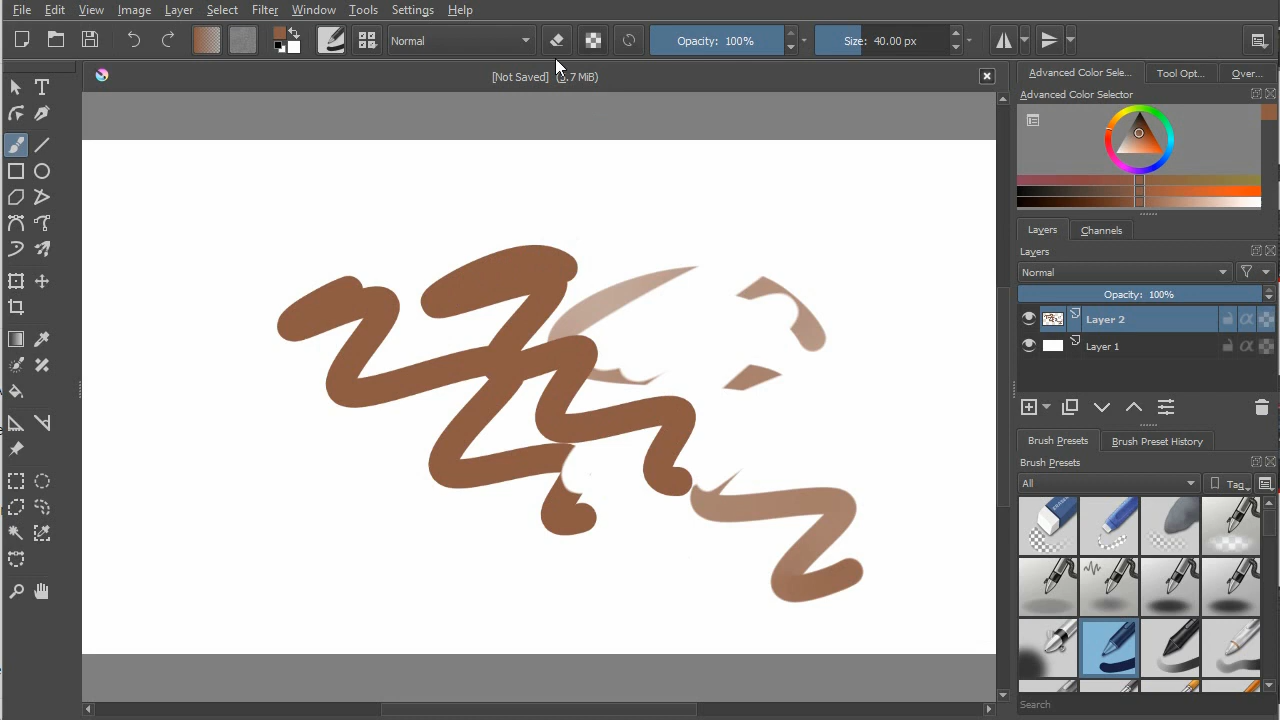 File Edit View Image Layer Select Filter Window Tools Settings Help
Normal Opacity: 100% Size: 40.00 px
[Not Saved] .7 MiB)
Advanced Color Sele... Tool Opt... Over...
Advanced Color Selector
Layers Channels
Layers
Normal
Opacity: 100%
Layer 2
Layer 1
Brush Presets Brush Preset History
Brush Presets
All Tag
Search